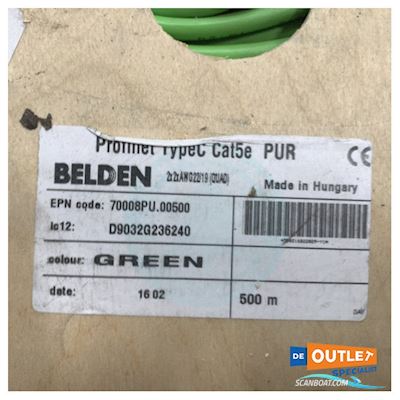 Profinet TypeC Cat5e PUR
CE
BELDEN 2x2xAWG22/19 (QUAD)
Made in Hungary
EPN code: 70008PU.00500
lc12: D9032G236240
colour: GREEN
date: 16 02 500 m
DE OUTLET
SPECIALIST
SCANBOAT.COM